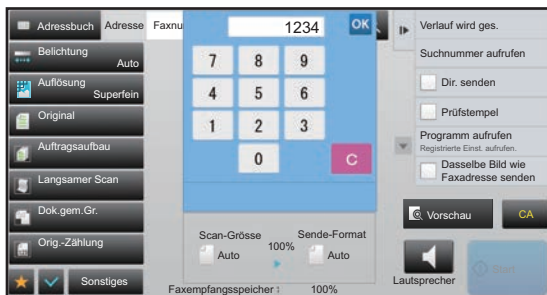 Adressbuch
Adresse
Faxnu
1234
OK
Verlauf wird ges.
Belichtung
Auto
Suchnummer aufrufen
7 8 9
Auflösung
Superfein
Dir. senden
4 5 6
Original
Prüfstempel
1 2 3
Auftragsaufbau
Programm aufrufen
Registrierte Einst. aufrufen.
0 C
Langsamer Scan
Dasselbe Bild wie
Faxadresse senden
Dok.gem.Gr.
Vorschau
CA
Scan-Grösse
Sende-Format
100%
Orig.-Zählung
Auto
Auto
Start
Sonstiges
Lautsprecher
Faxempfangsspeicher : 100%